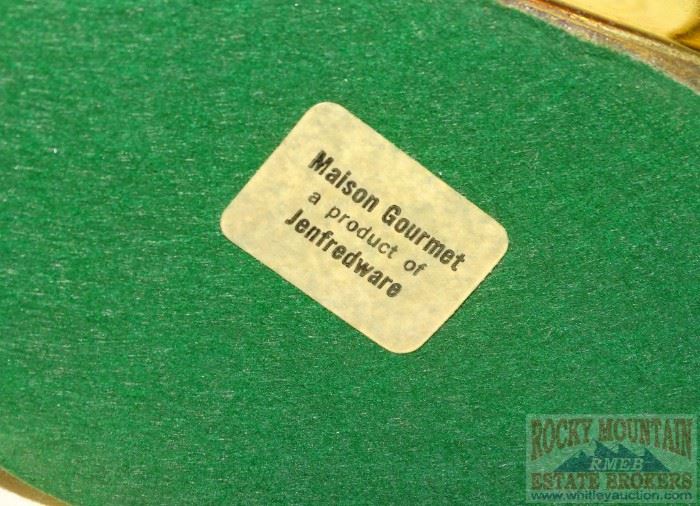 Maison Gourmet
a product of
Jenfredware
ROCKY MOUNTAIN
RMEB
ESTATE BROKERS
www.whitleyauction.com